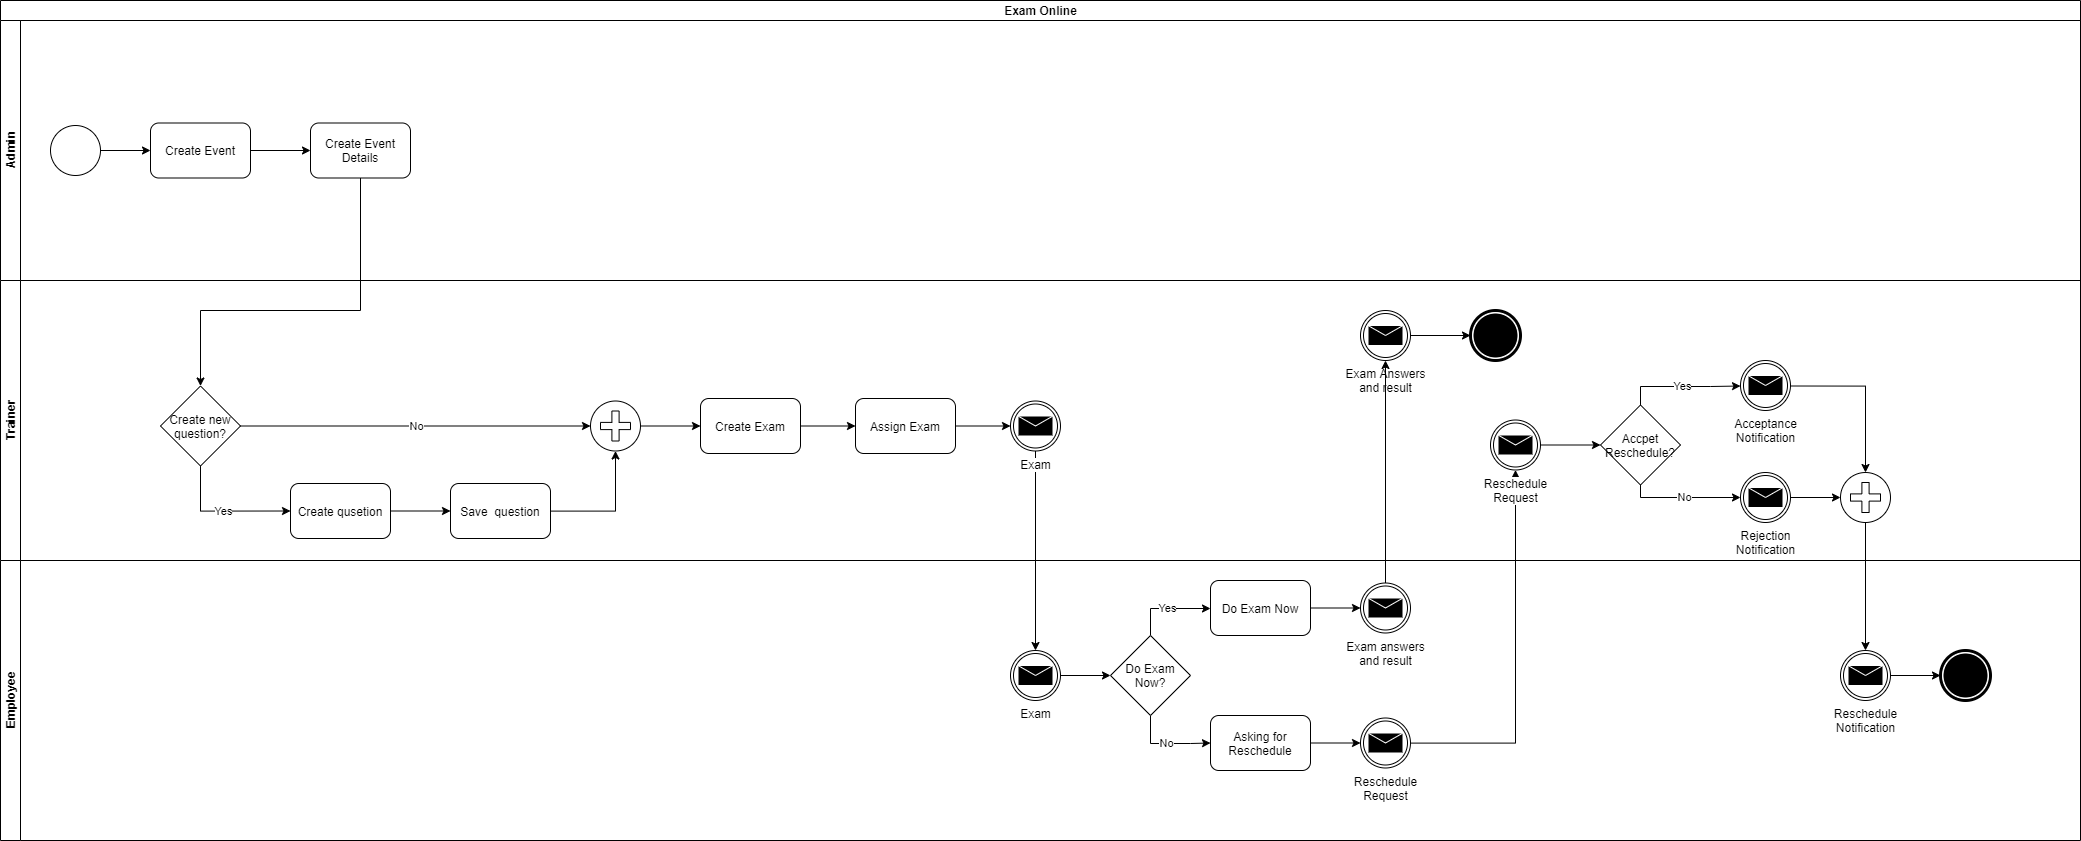 Exam Online
Admin
Create Event
Create Event
Details
Trainer
Create new
question?
No
Yes
Create qusetion
Save  question
Create Exam
Assign Exam
Exam
Exam Answers
and result
Reschedule
Request
Accpet
Reschedule?
Yes
No
Acceptance
Notification
Rejection
Notification
Employee
Exam
Do Exam
Now?
Yes
No
Do Exam Now
Asking for
Reschedule
Exam answers
and result
Reschedule
Request
Reschedule
Notification